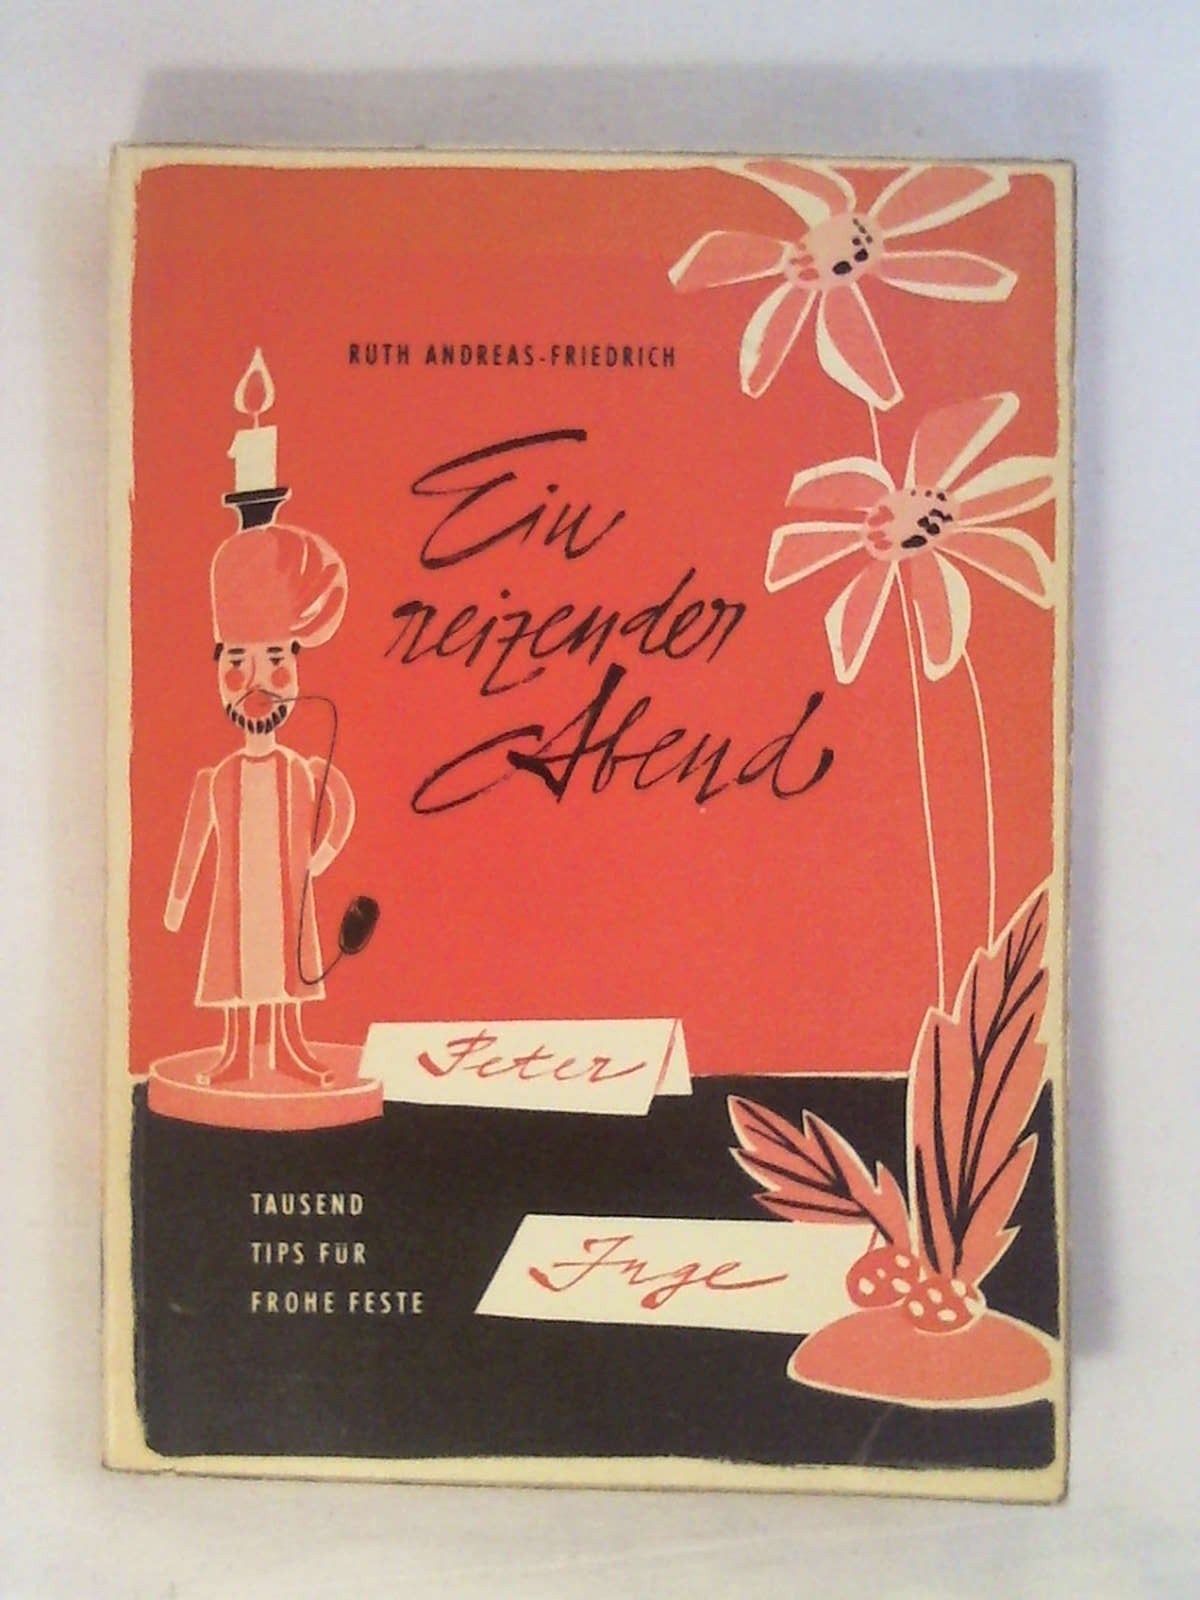 RUTH ANDREAS-FRIEDRICH
Ein
reizender
Abend
Peter
TAUSEND
TIPS FÜR
FROHE FESTE
Inge